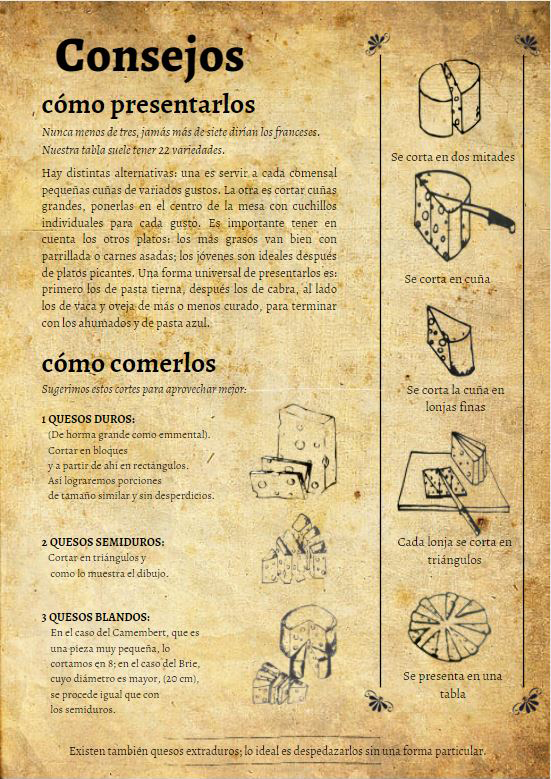 Consejos
cómo presentarlos
Nunca menos de tres, jamás más de siete dirían los franceses.
Nuestra tabla suele tener 22 variedades.
Hay distintas alternativas: una es servir a cada comensal
pequeñas cuñas de variados gustos. La otra es cortar cuñas
grandes, ponerlas en el centro de la mesa con cuchillos
individuales para cada gusto. Es importante tener en
cuenta los otros platos: los más grasos van bien con
parrillada o carnes asadas; los jóvenes son ideales después
de platos picantes. Una forma universal de presentarlos es:
primero los de pasta tierna, después los de cabra, al lado
los de vaca y oveja de más o menos curado, para terminar
con los ahumados y de pasta azul.
cómo comerlos
Sugerimos estos cortes para aprovechar mejor:
1 QUESOS DUROS:
(De horma grande como emmental).
Cortar en bloques
y a partir de ahí en rectángulos.
Así lograremos porciones
de tamaño similar y sin desperdicios.
2 QUESOS SEMIDUROS:
Cortar en triángulos y
como lo muestra el dibujo.
3 QUESOS BLANDOS:
En el caso del Camembert, que es
una pieza muy pequeña, lo
cortamos en 8; en el caso del Brie,
cuyo diámetro es mayor, (20 cm),
se procede igual que con
los semiduros.
Se corta en dos mitades
Se corta en cuña
Se corta la cuña en
lonjas finas
Cada lonja se corta en
triángulos
Se presenta en una
tabla
Existen también quesos extraduros; lo ideal es despedazarlos sin una forma particular.